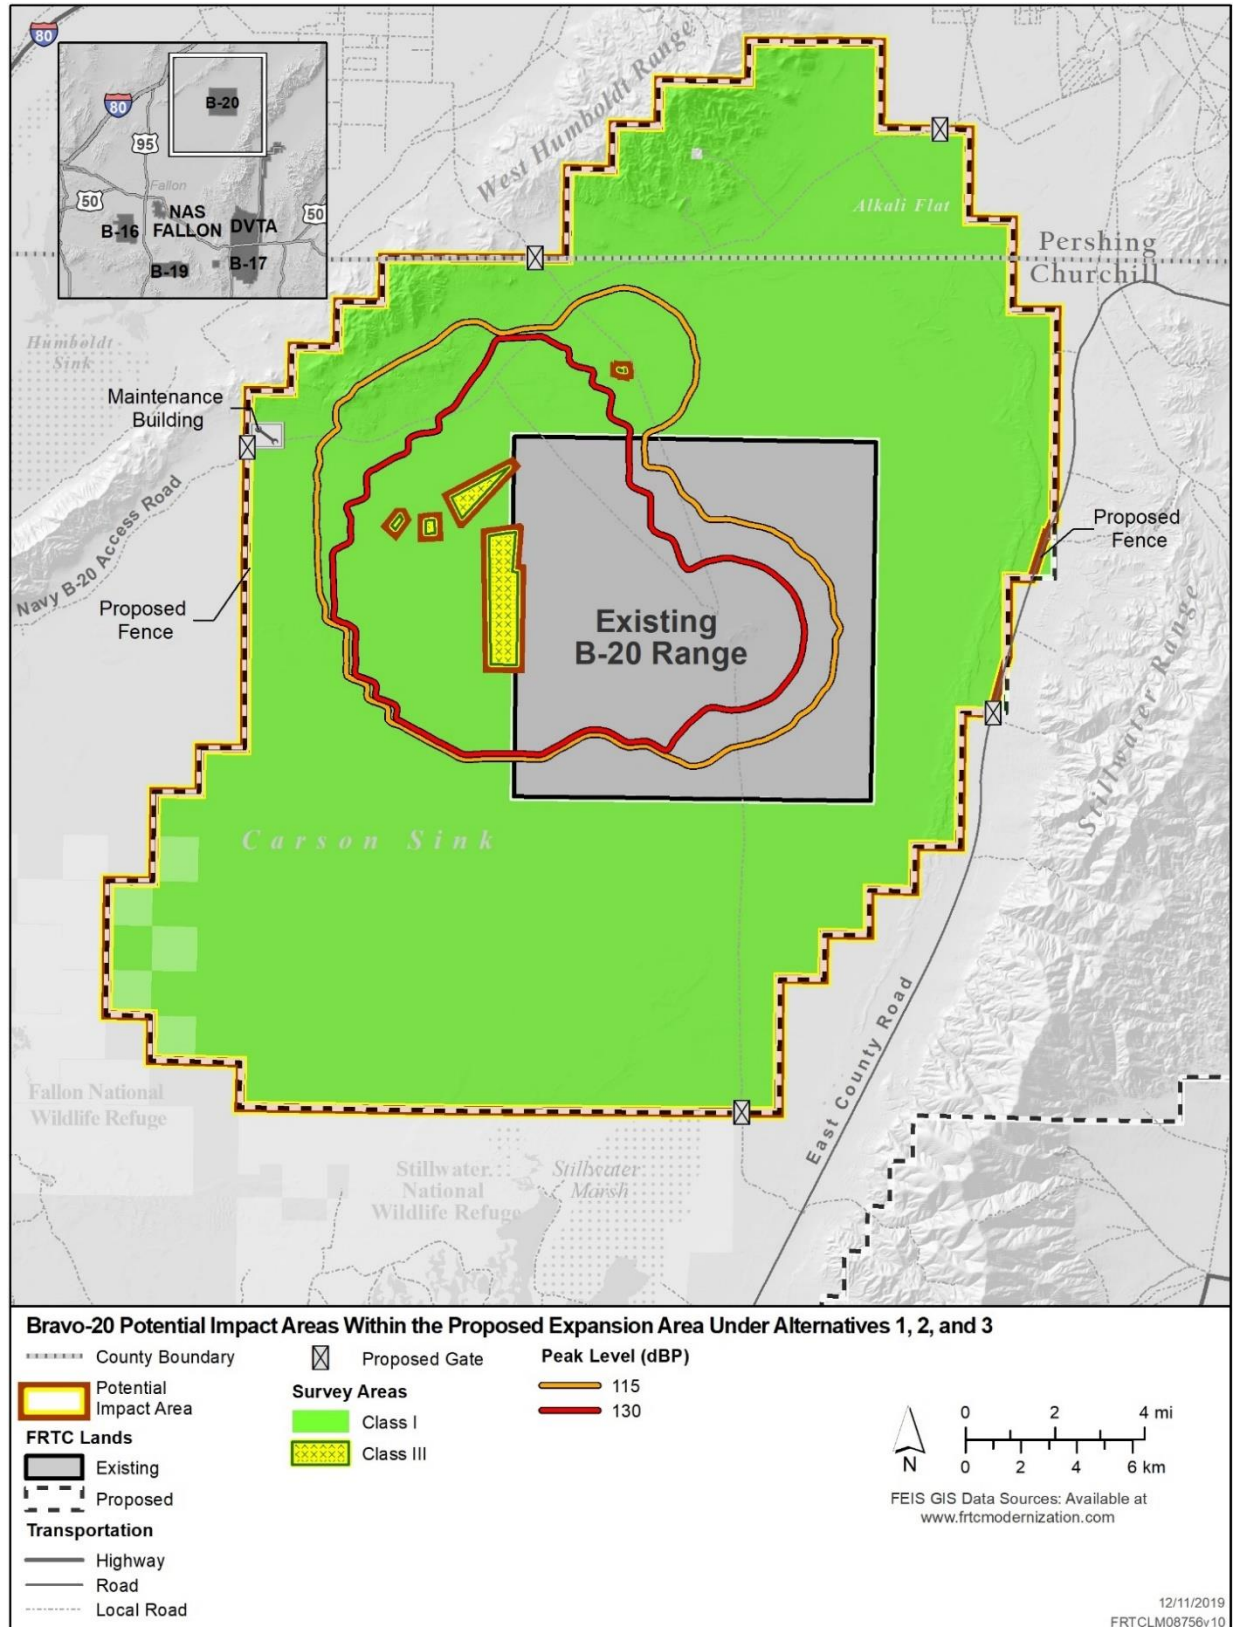 80
80
B-20
95
Fallon
50
50
NAS
FALLON
DVTA
B-16
B-19
B-17
West Humboldt Range
Alkali Flat
Pershing
Churchill
Humboldt
Sink
Maintenance
Building
Navy B-20 Access Road
Proposed
Fence
Proposed
Fence
Existing
B-20 Range
Stillwater Range
Carson Sink
East County Road
Fallon National
Wildlife Refuge
Stillwater
National
Wildlife Refuge
Stillwater
Marsh
Bravo-20 Potential Impact Areas Within the Proposed Expansion Area Under Alternatives 1, 2, and 3
County Boundary
Potential
Impact Area
FRTC Lands
Existing
Proposed
Transportation
Highway
Road
Local Road
Proposed Gate
Survey Areas
Class I
Class III
Peak Level (dBP)
115
130
N
0 2 4 mi
0 2 4 6 km
FEIS GIS Data Sources: Available at
www.frtcmodernization.com
12/11/2019
FRTCLM08756v10